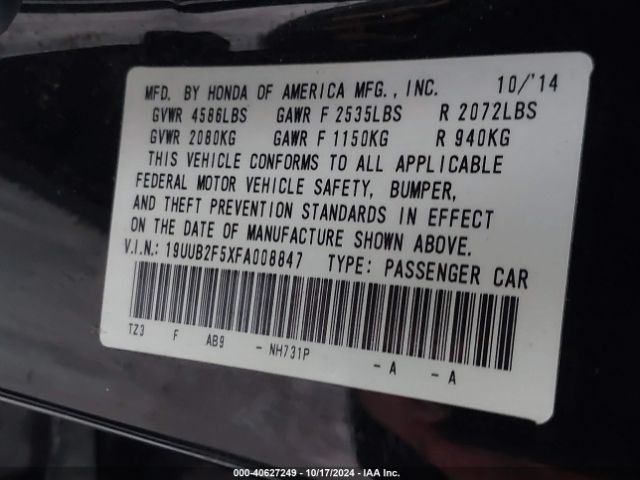 MFD. BY HONDA OF AMERICA MFG., INC. 10/'14
GVWR 4586LBS GAWR F 2535LBS R 2072LBS
GVWR 2080KG GAWR F 1150KG R 940KG
THIS VEHICLE CONFORMS TO ALL APPLICABLE
FEDERAL MOTOR VEHICLE SAFETY, BUMPER,
AND THEFT PREVENTION STANDARDS IN EFFECT
ON THE DATE OF MANUFACTURE SHOWN ABOVE.
V.I.N.: 19UUB2F5XFA008847 TYPE: PASSENGER CAR
TZ3 F AB9 - NH731P - A - A
000-40627249 | 10/17/2024 - IAA Inc.